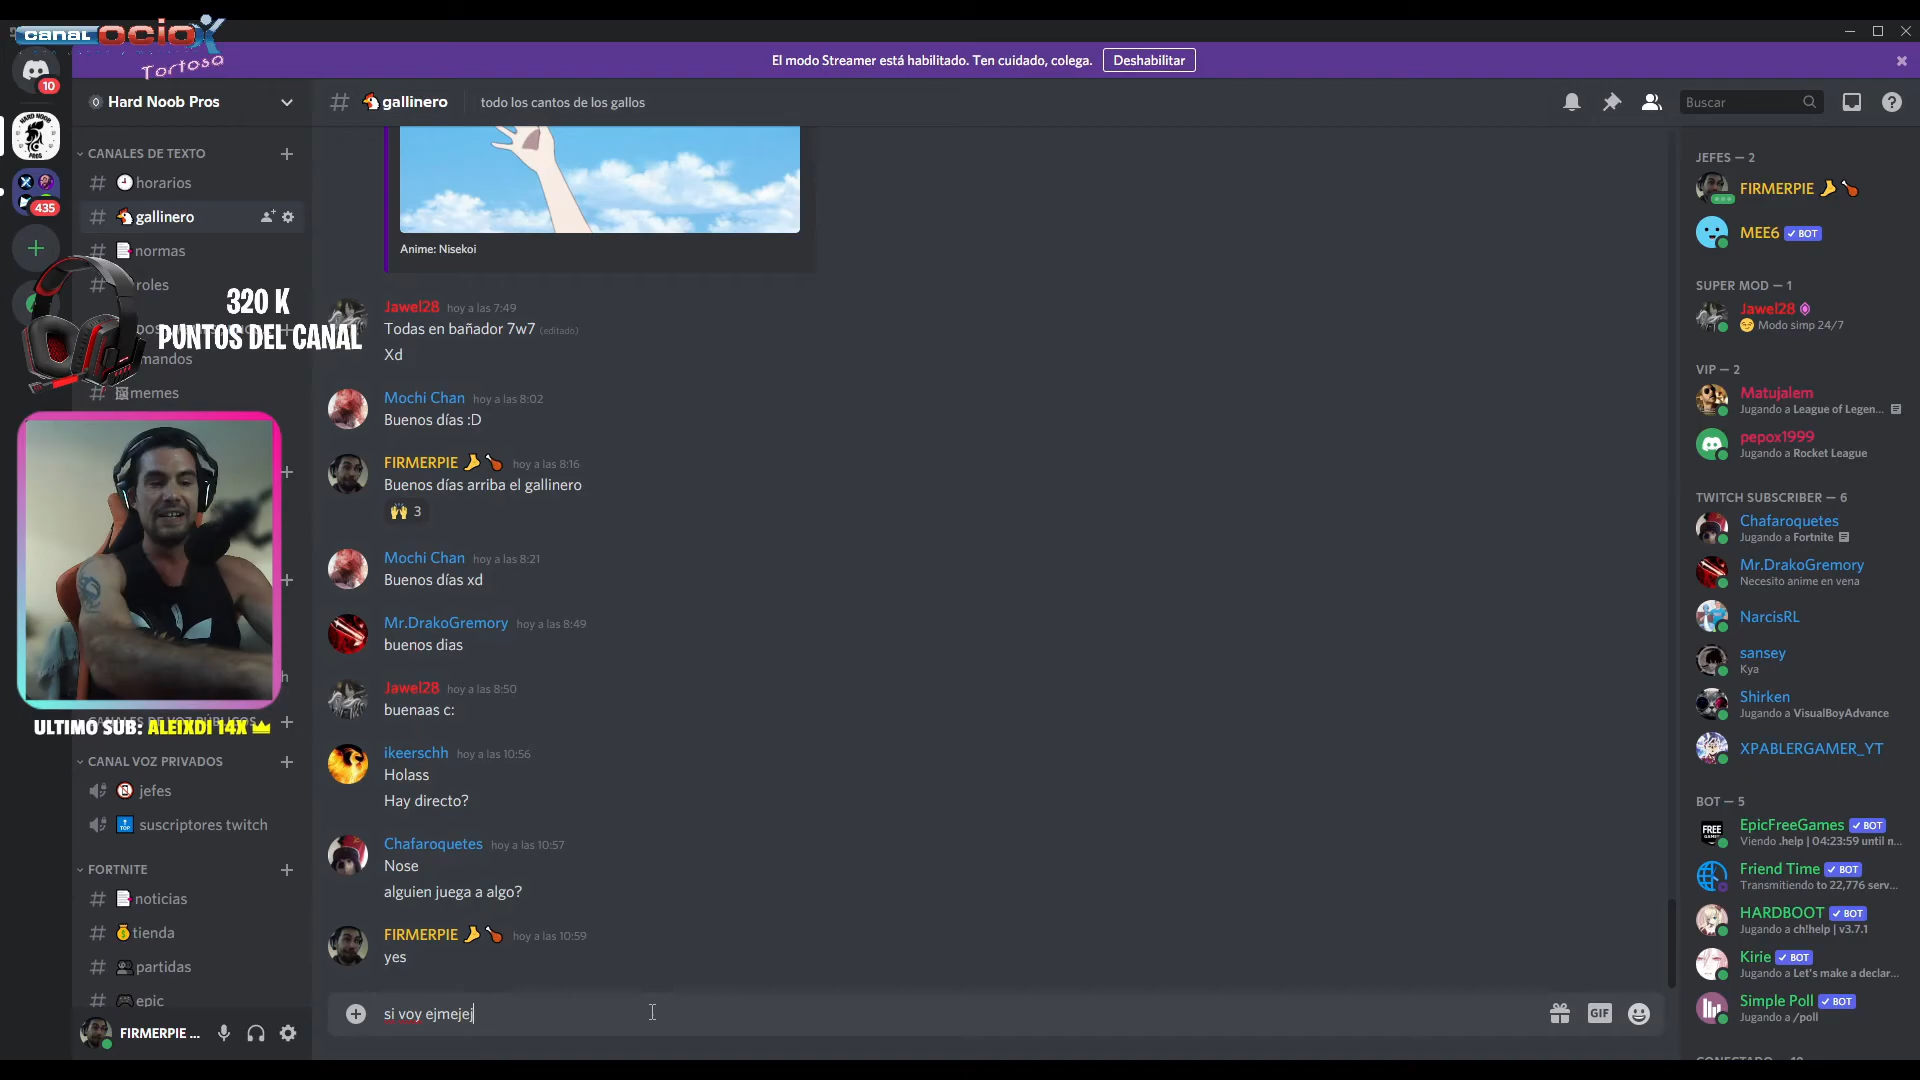 canal ocioX
Tortosa
El modo Streamer está habilitado. Ten cuidado, colega.
Deshabilitar
10
435
Hard Noob Pros
CANALES DE TEXTO
horarios
gallinero
normas
roles
mandos
memes
320 K
PUNTOS DEL CANAL
ULTIMO SUB: ALEIXDI 14X
CANAL VOZ PRIVADOS
jefes
suscriptores twitch
FORTNITE
noticias
tienda
partidas
epic
FIRMERPIE ...
gallinero
todo los cantos de los gallos
Buscar
Anime: Nisekoi
Jawel28 hoy a las 7:49
Todas en bañador 7w7 (editado)
Xd
Mochi Chan hoy a las 8:02
Buenos días :D
FIRMERPIE hoy a las 8:16
Buenos días arriba el gallinero
3
Mochi Chan hoy a las 8:21
Buenos días xd
Mr.DrakoGremory hoy a las 8:49
buenos dias
Jawel28 hoy a las 8:50
buenaas c:
ikeerschh hoy a las 10:56
Holass
Hay directo?
Chafaroquetes hoy a las 10:57
Nose
alguien juega a algo?
FIRMERPIE hoy a las 10:59
yes
si voy ejmejej
GIF
JEFES — 2
FIRMERPIE
MEE6 BOT
SUPER MOD — 1
Jawel28
Modo simp 24/7
VIP — 2
Matujalem
Jugando a League of Legen...
pepox1999
Jugando a Rocket League
TWITCH SUBSCRIBER — 6
Chafaroquetes
Jugando a Fortnite
Mr.DrakoGremory
Necesito anime en vena
NarcisRL
sansey
Kya
Shirken
Jugando a VisualBoyAdvance
XPABLERGAMER_YT
BOT — 5
EpicFreeGames BOT
Viendo .help | 04:23:59 until n...
Friend Time BOT
Transmitiendo to 22,776 serv...
HARDBOOT BOT
Jugando a ch!help | v3.7.1
Kirie BOT
Jugando a Let's make a declar...
Simple Poll BOT
Jugando a /poll